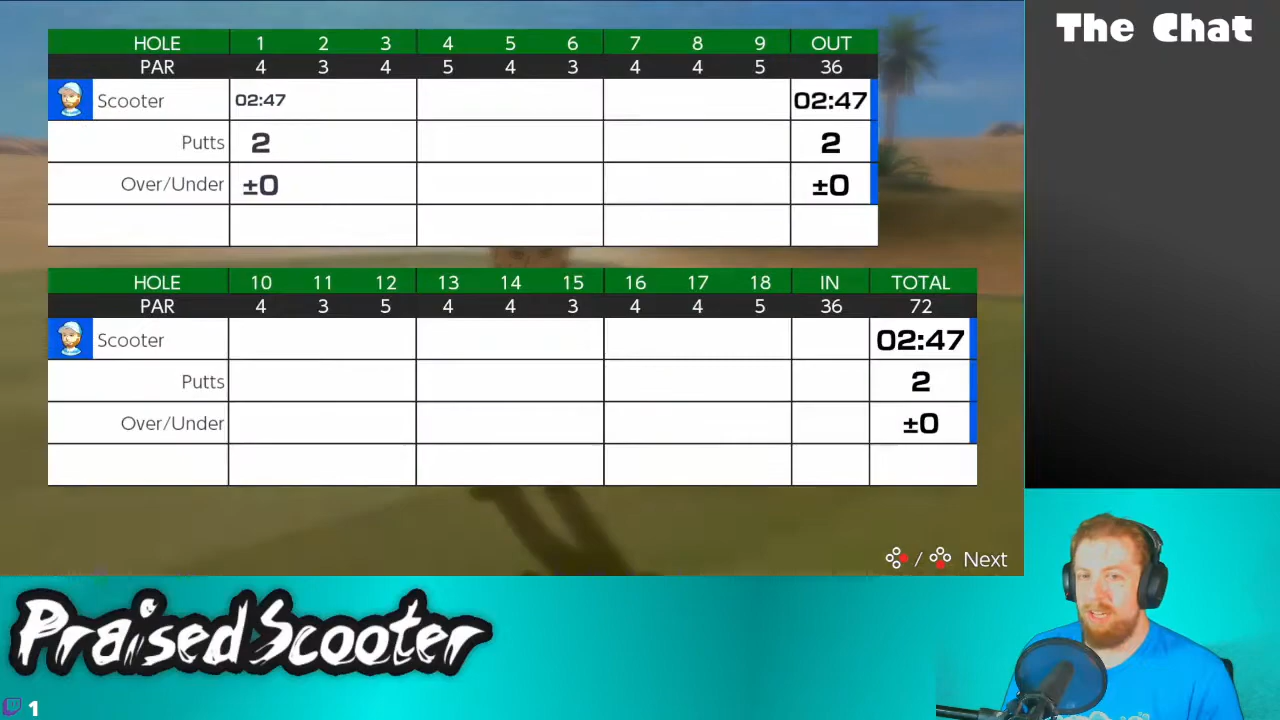 The Chat
HOLE 1 2 3 4 5 6 7 8 9 OUT
PAR 4 3 4 5 4 3 4 4 5 36
Scooter 02:47 02:47
Putts 2 2
Over/Under ±0 ±0
HOLE 10 11 12 13 14 15 16 17 18 IN TOTAL
PAR 4 3 5 4 4 3 4 4 5 36 72
Scooter 02:47
Putts 2
Over/Under ±0
/ Next
PraisedScooter
1